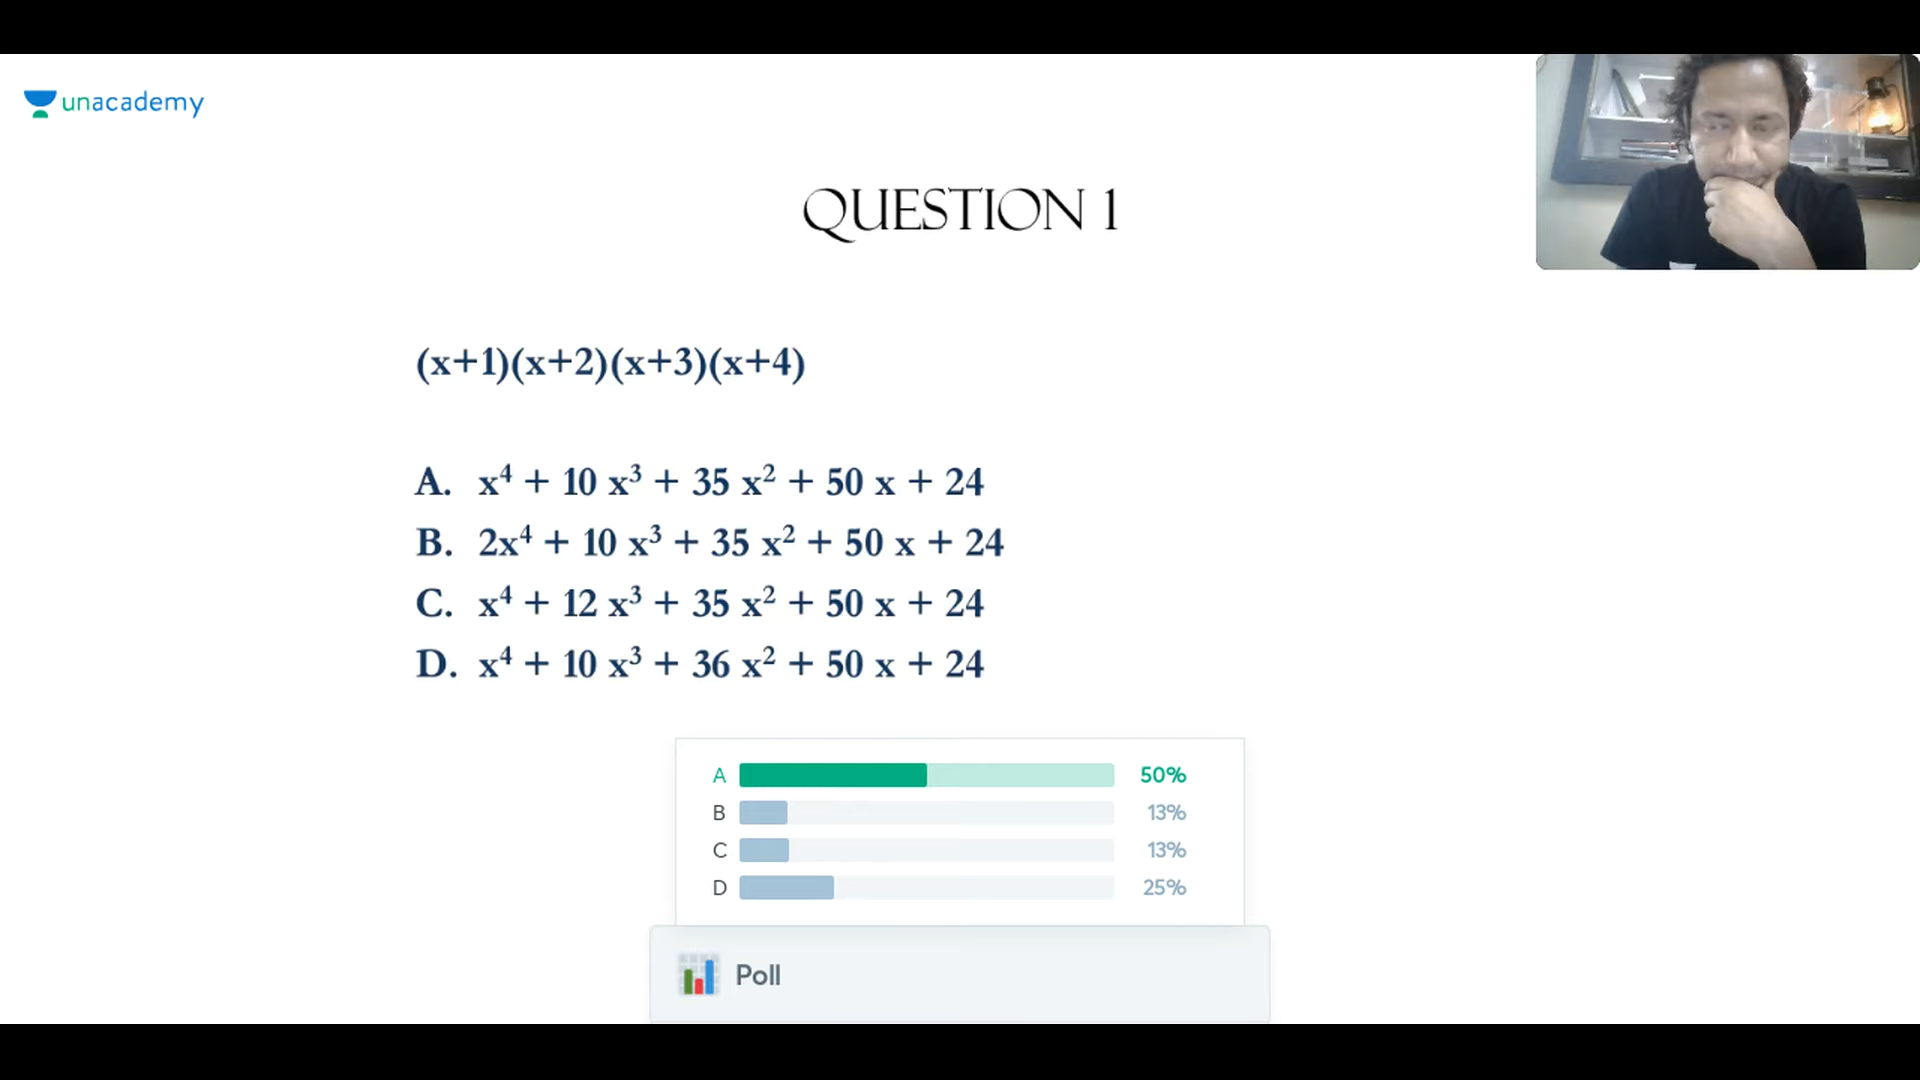 unacademy
QUESTION 1
(x+1)(x+2)(x+3)(x+4)
A. x⁴ + 10 x³ + 35 x² + 50 x + 24
B. 2x⁴ + 10 x³ + 35 x² + 50 x + 24
C. x⁴ + 12 x³ + 35 x² + 50 x + 24
D. x⁴ + 10 x³ + 36 x² + 50 x + 24
A 50%
B 13%
C 13%
D 25%
Poll